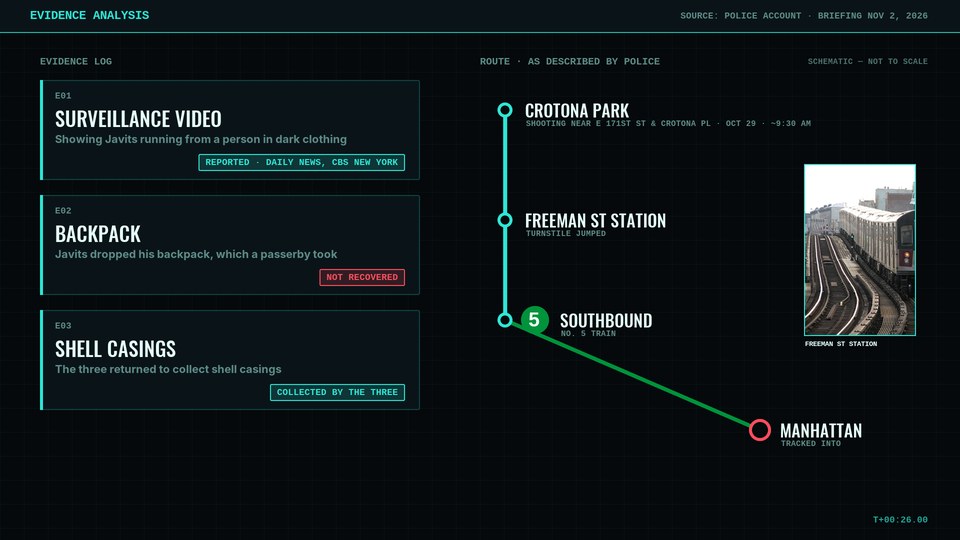 EVIDENCE ANALYSIS
SOURCE: POLICE ACCOUNT · BRIEFING NOV 2, 2026
EVIDENCE LOG
E01
SURVEILLANCE VIDEO
Showing Javits running from a person in dark clothing
REPORTED · DAILY NEWS, CBS NEW YORK
E02
BACKPACK
Javits dropped his backpack, which a passerby took
NOT RECOVERED
E03
SHELL CASINGS
The three returned to collect shell casings
COLLECTED BY THE THREE
ROUTE · AS DESCRIBED BY POLICE
SCHEMATIC — NOT TO SCALE
CROTONA PARK
SHOOTING NEAR E 171ST ST & CROTONA PL · OCT 29 · ~9:30 AM
FREEMAN ST STATION
TURNSTILE JUMPED
5
SOUTHBOUND
NO. 5 TRAIN
FREEMAN ST STATION
MANHATTAN
TRACKED INTO
T+00:26.00